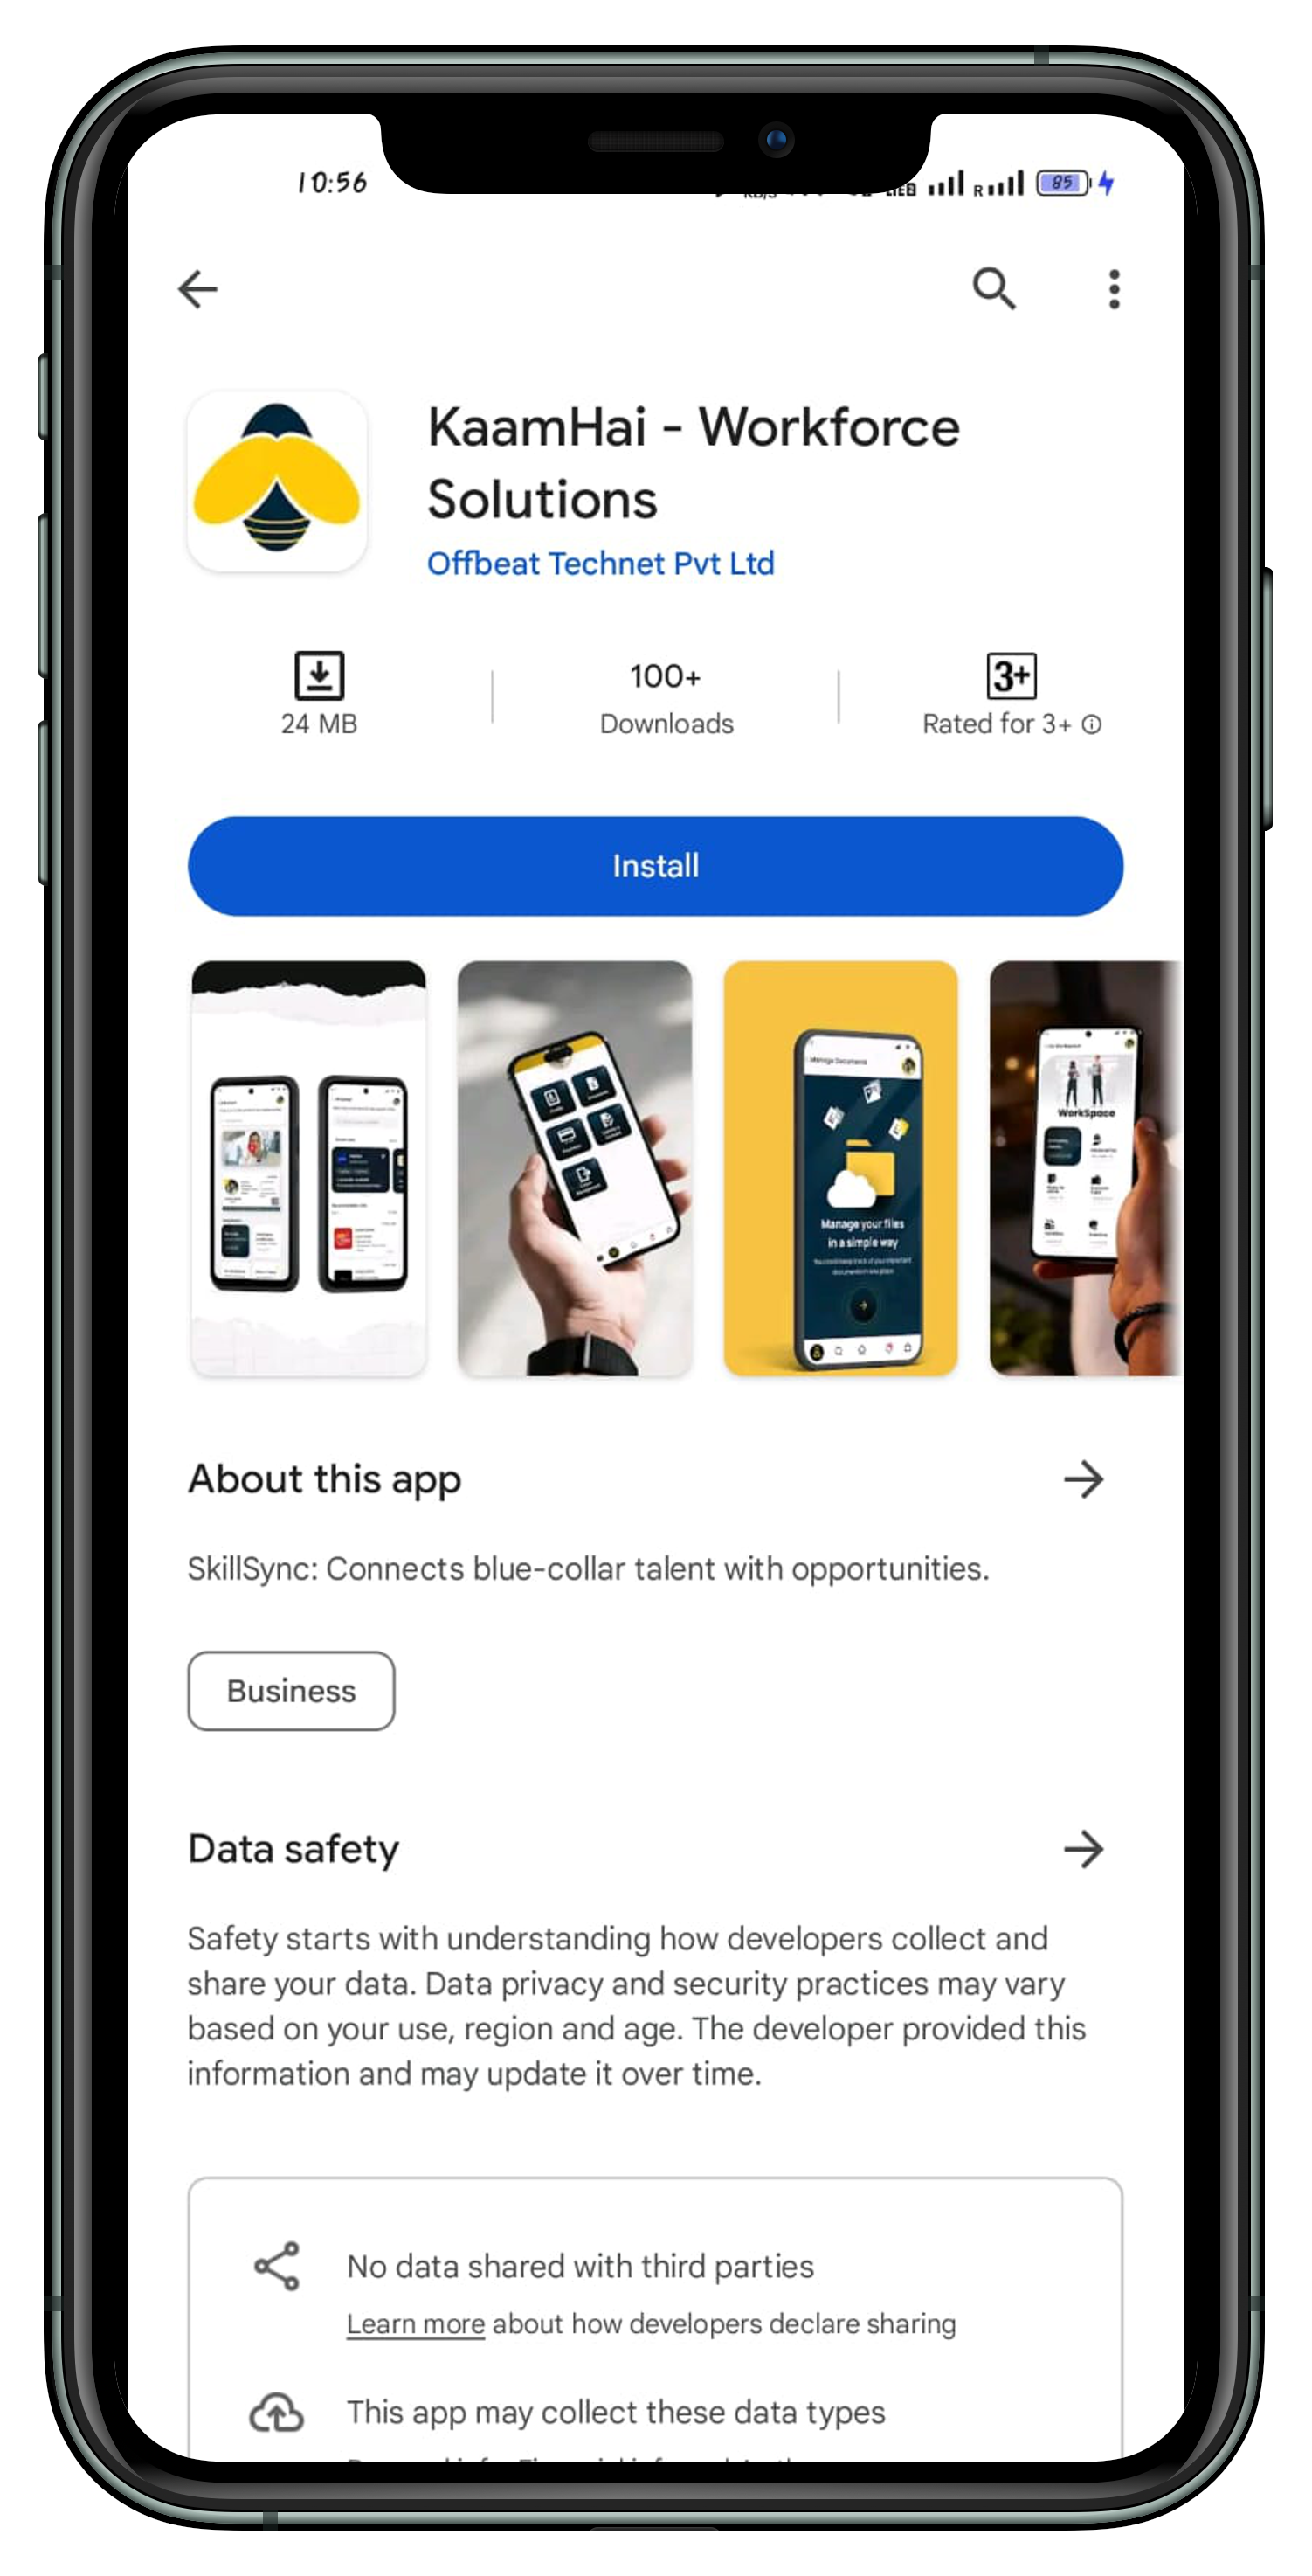 10:56
85
KaamHai - Workforce
Solutions
Offbeat Technet Pvt Ltd
24 MB
100+
Downloads
3+
Rated for 3+
Install
Manage Documents
Manage your files
in a simple way
WorkSpace
About this app
SkillSync: Connects blue-collar talent with opportunities.
Business
Data safety
Safety starts with understanding how developers collect and
share your data. Data privacy and security practices may vary
based on your use, region and age. The developer provided this
information and may update it over time.
No data shared with third parties
Learn more about how developers declare sharing
This app may collect these data types